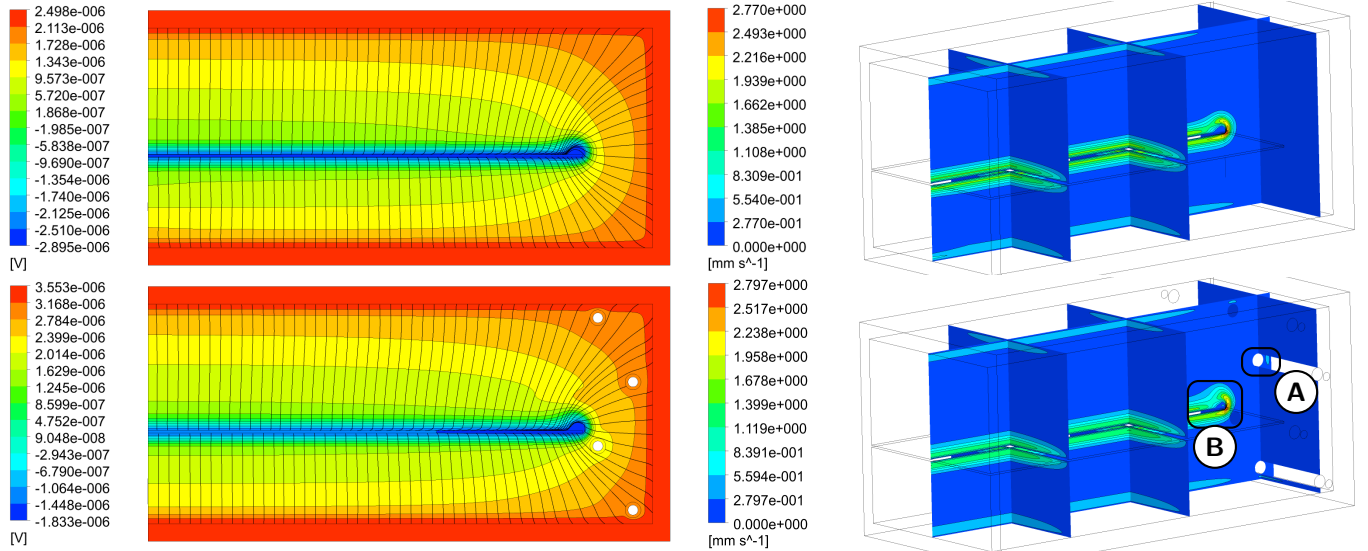 2.498e-006
2.113e-006
1.728e-006
1.343e-006
9.573e-007
5.720e-007
1.868e-007
-1.985e-007
-5.838e-007
-9.690e-007
-1.354e-006
-1.740e-006
-2.125e-006
-2.510e-006
-2.895e-006
[V]
2.770e+000
2.493e+000
2.216e+000
1.939e+000
1.662e+000
1.385e+000
1.108e+000
8.309e-001
5.540e-001
2.770e-001
0.000e+000
[mm s^-1]
3.553e-006
3.168e-006
2.784e-006
2.399e-006
2.014e-006
1.629e-006
1.245e-006
8.599e-007
4.752e-007
9.048e-008
-2.943e-007
-6.790e-007
-1.064e-006
-1.448e-006
-1.833e-006
[V]
2.797e+000
2.517e+000
2.238e+000
1.958e+000
1.678e+000
1.399e+000
1.119e+000
8.391e-001
5.594e-001
2.797e-001
0.000e+000
[mm s^-1]
A
B